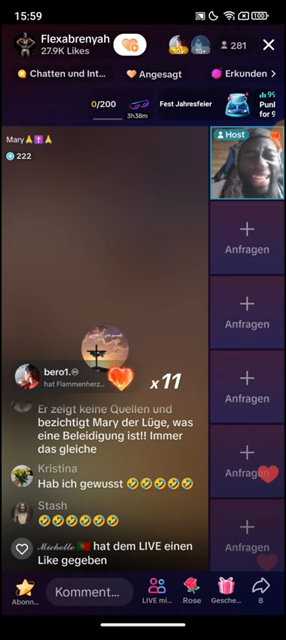 15:59
100
Flexabrenyah
27.9K Likes
10+
10+
281
Chatten und Int...
Angesagt
Erkunden >
0/200
3h38m
Fest Jahresfeier
Mary🙏✝️🙏
222
Host
+
Anfragen
+
Anfragen
+
Anfragen
+
Anfragen
+
Anfragen
bero1.
hat Flammenherz...
x11
Er zeigt keine Quellen und
bezichtigt Mary der Lüge, was
eine Beleidigung ist!! Immer
das gleiche
Kristina
Hab ich gewusst 🤣🤣🤣🤣🤣
Stash
🤣🤣🤣🤣🤣🤣
𝓜𝓲𝓬𝓱𝓮𝓵𝓵𝓮 🇵🇹 hat dem LIVE einen
Like gegeben
Abonn...
Komment...
LIVE mi...
Rose
Gesche...
8